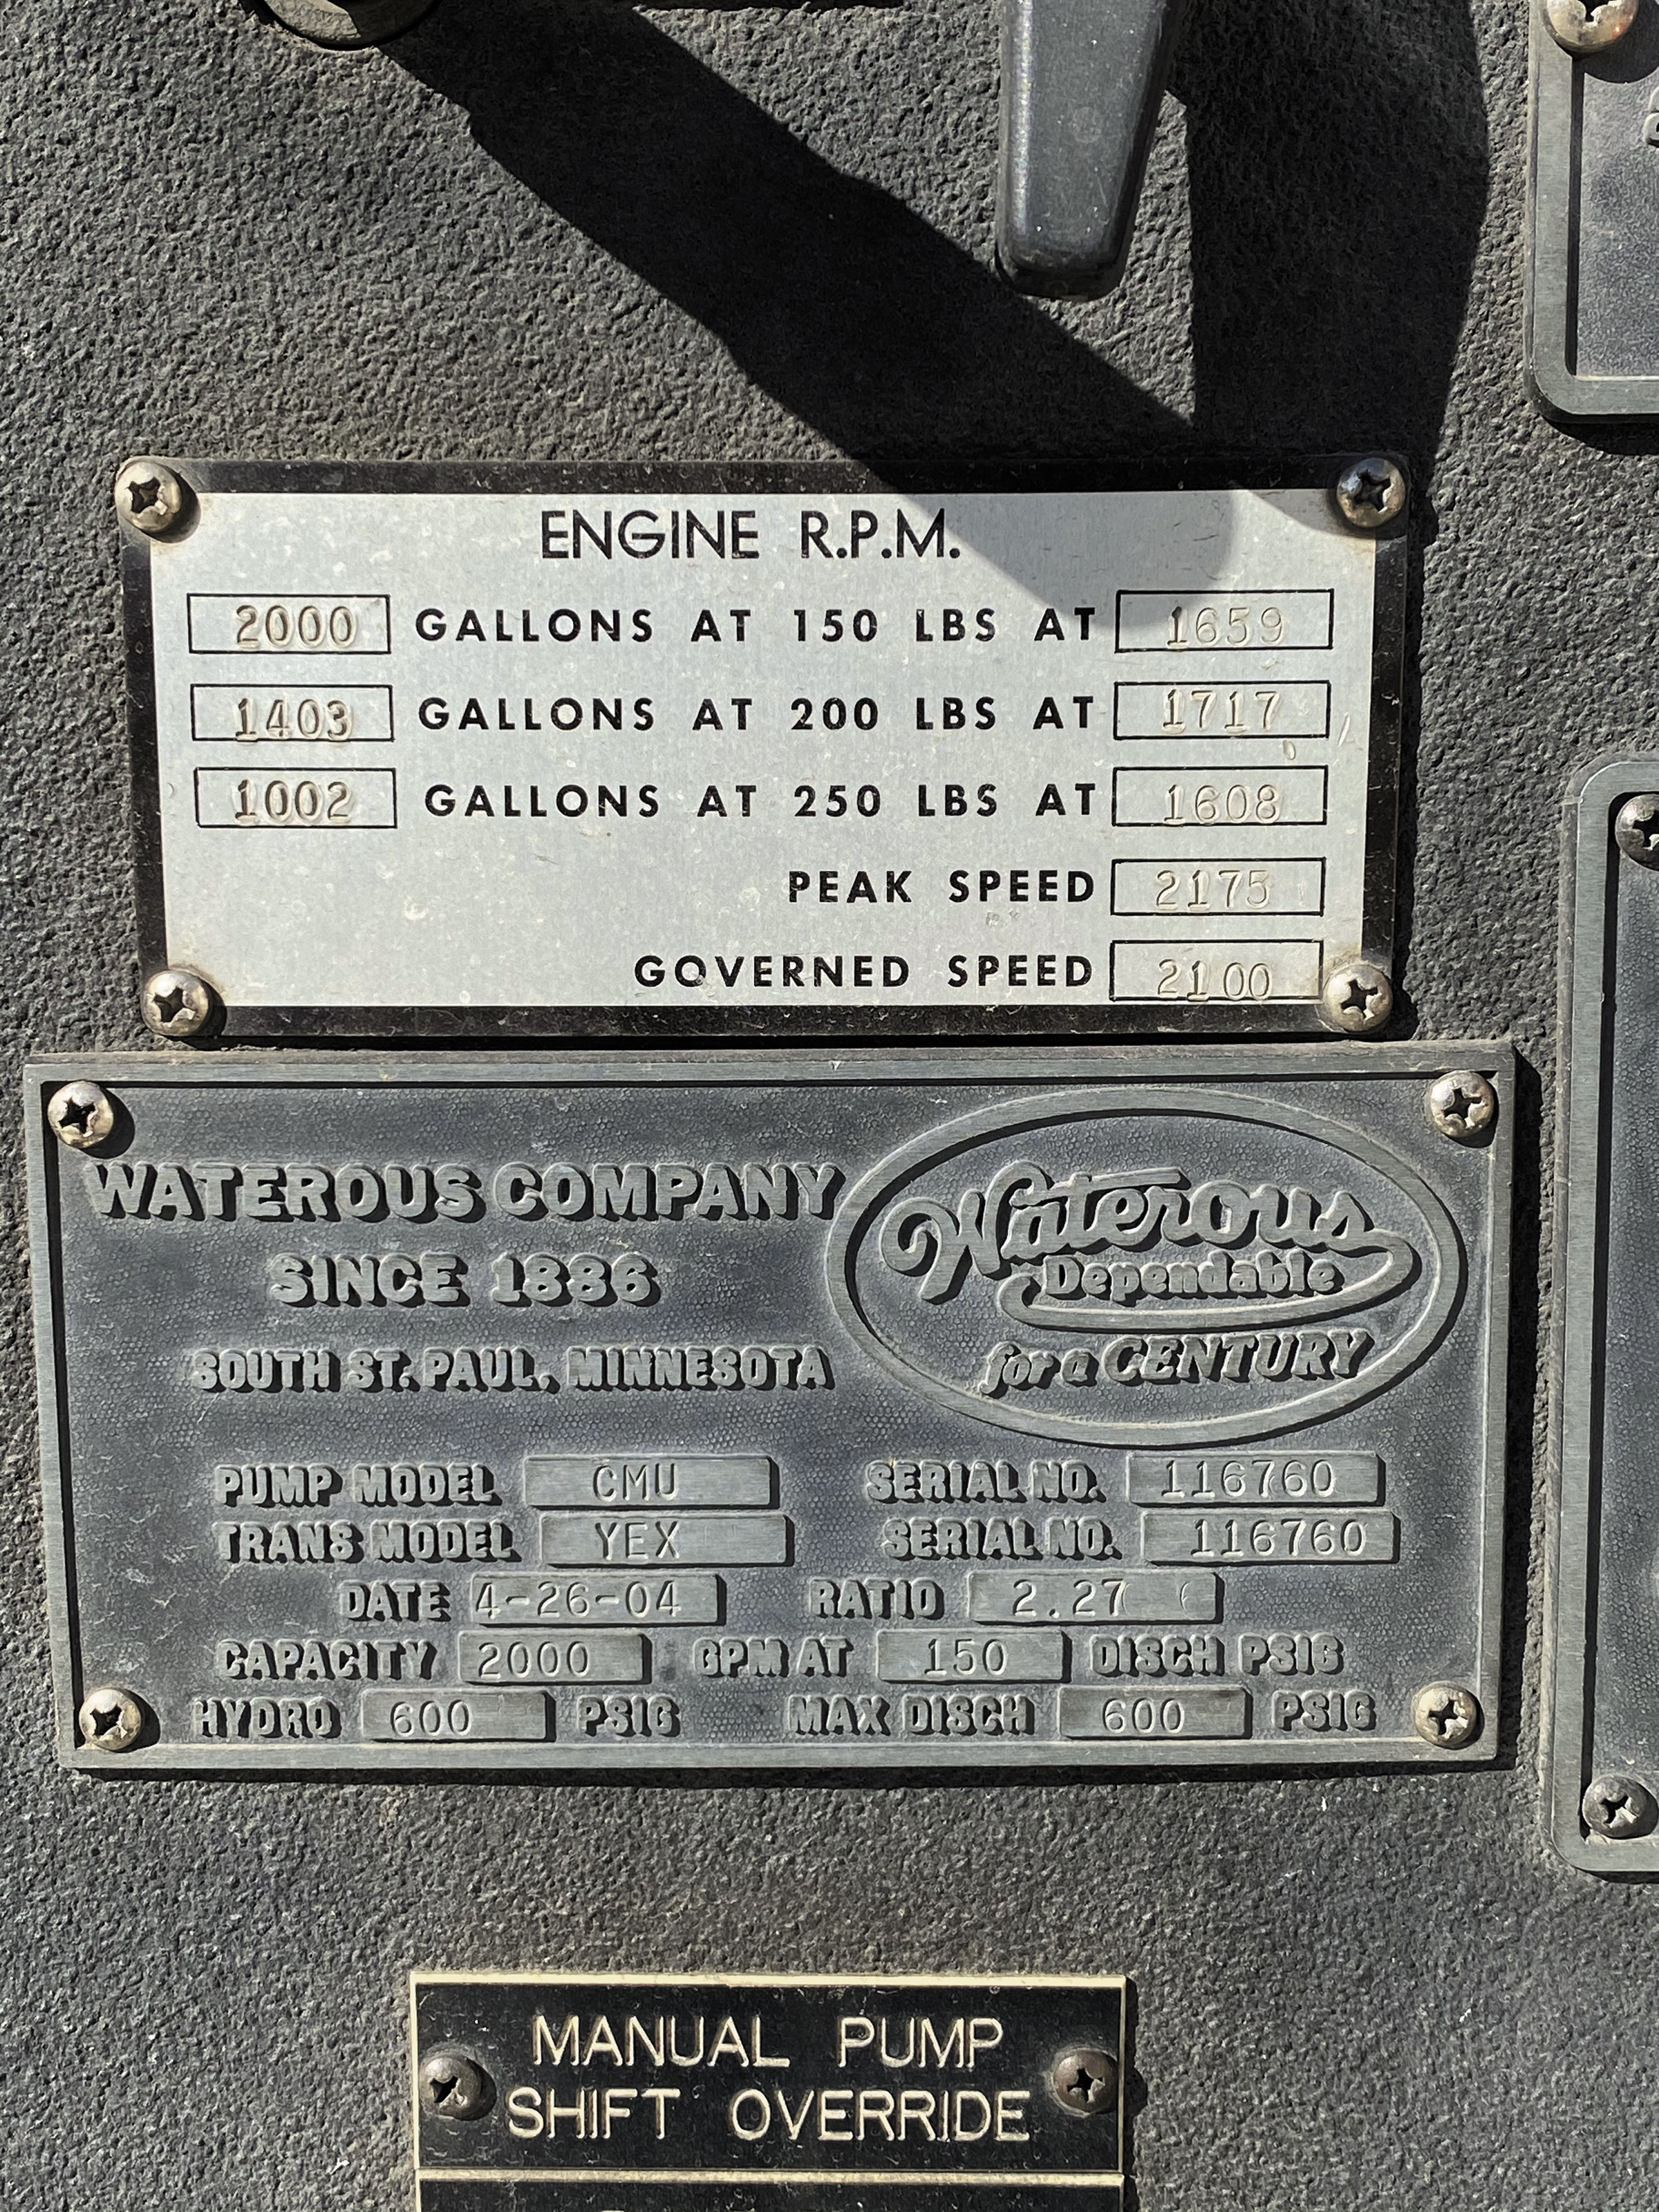 ENGINE R.P.M.
2000 GALLONS AT 150 LBS AT 1659
1403 GALLONS AT 200 LBS AT 1717
1002 GALLONS AT 250 LBS AT 1608
PEAK SPEED 2175
GOVERNED SPEED 2100
WATEROUS COMPANY
SINCE 1886
SOUTH ST. PAUL, MINNESOTA
Waterous
Dependable
for a CENTURY
PUMP MODEL CMU SERIAL NO. 116760
TRANS MODEL YEX SERIAL NO. 116760
DATE 4-26-04 RATIO 2.27
CAPACITY 2000 GPM AT 150 DISCH PSIG
HYDRO 600 PSIG MAX DISCH 600 PSIG
MANUAL PUMP
SHIFT OVERRIDE